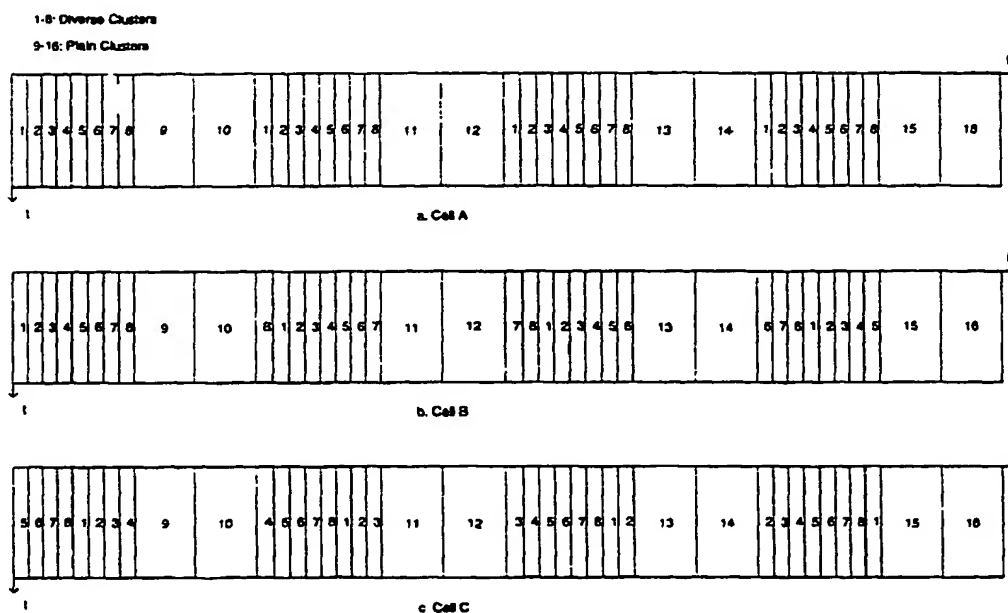 1-8: Diverse Clusters
9-16: Plain Clusters
1 2 3 4 5 6 7 8 9 10 1 2 3 4 5 6 7 8 11 12 1 2 3 4 5 6 7 8 13 14 1 2 3 4 5 6 7 8 15 16
t
a. Cell A
1 2 3 4 5 6 7 8 9 10 8 1 2 3 4 5 6 7 11 12 7 8 1 2 3 4 5 6 13 14 6 7 8 1 2 3 4 5 15 16
t
b. Cell B
5 6 7 8 1 2 3 4 9 10 4 5 6 7 8 1 2 3 11 12 3 4 5 6 7 8 1 2 13 14 2 3 4 5 6 7 8 1 15 16
t
c. Cell C